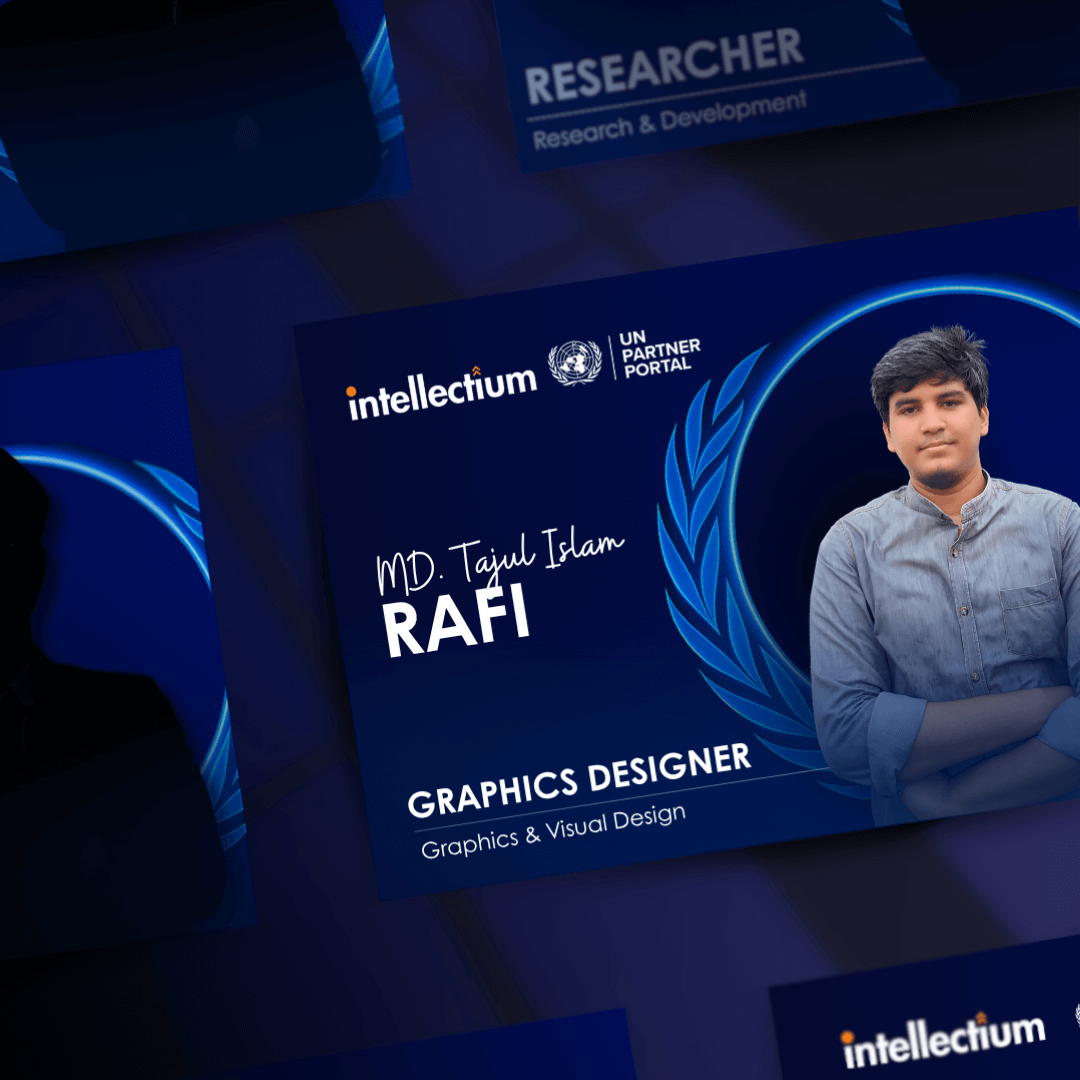 RESEARCHER
Research & Development
intellectium
UN
PARTNER
PORTAL
MD. Tajul Islam
RAFI
GRAPHICS DESIGNER
Graphics & Visual Design
intellectium